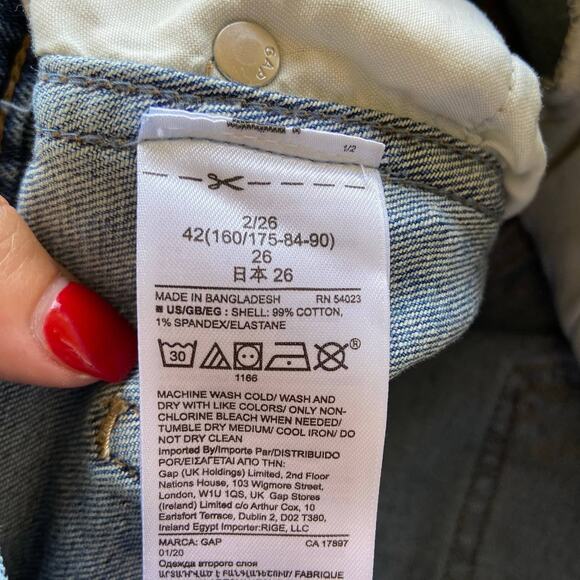 GAP
1/2
2/26
42(160/175-84-90)
26
日本 26
MADE IN BANGLADESH RN 54023
US/GB/EG : SHELL: 99% COTTON,
1% SPANDEX/ELASTANE
30 ®
1166
MACHINE WASH COLD/ WASH AND
DRY WITH LIKE COLORS/ ONLY NON-
CHLORINE BLEACH WHEN NEEDED/
TUMBLE DRY MEDIUM/ COOL IRON/ DO
NOT DRY CLEAN
Imported By/Importe Par/DISTRIBUIDO
POR/ΕΙΣΑΓΕΤΑΙ ΑΠΟ ΤΗΝ:
Gap (UK Holdings) Limited, 2nd Floor
Nations House, 103 Wigmore Street,
London, W1U 1QS, UK Gap Stores
(Ireland) Limited c/o Arthur Cox, 10
Earlsfort Terrace, Dublin 2, D02 T380,
Ireland Egypt Importer:RIGE, LLC
MARCA: GAP CA 17897
01/20
Одежда второго слоя
FABRIQUE